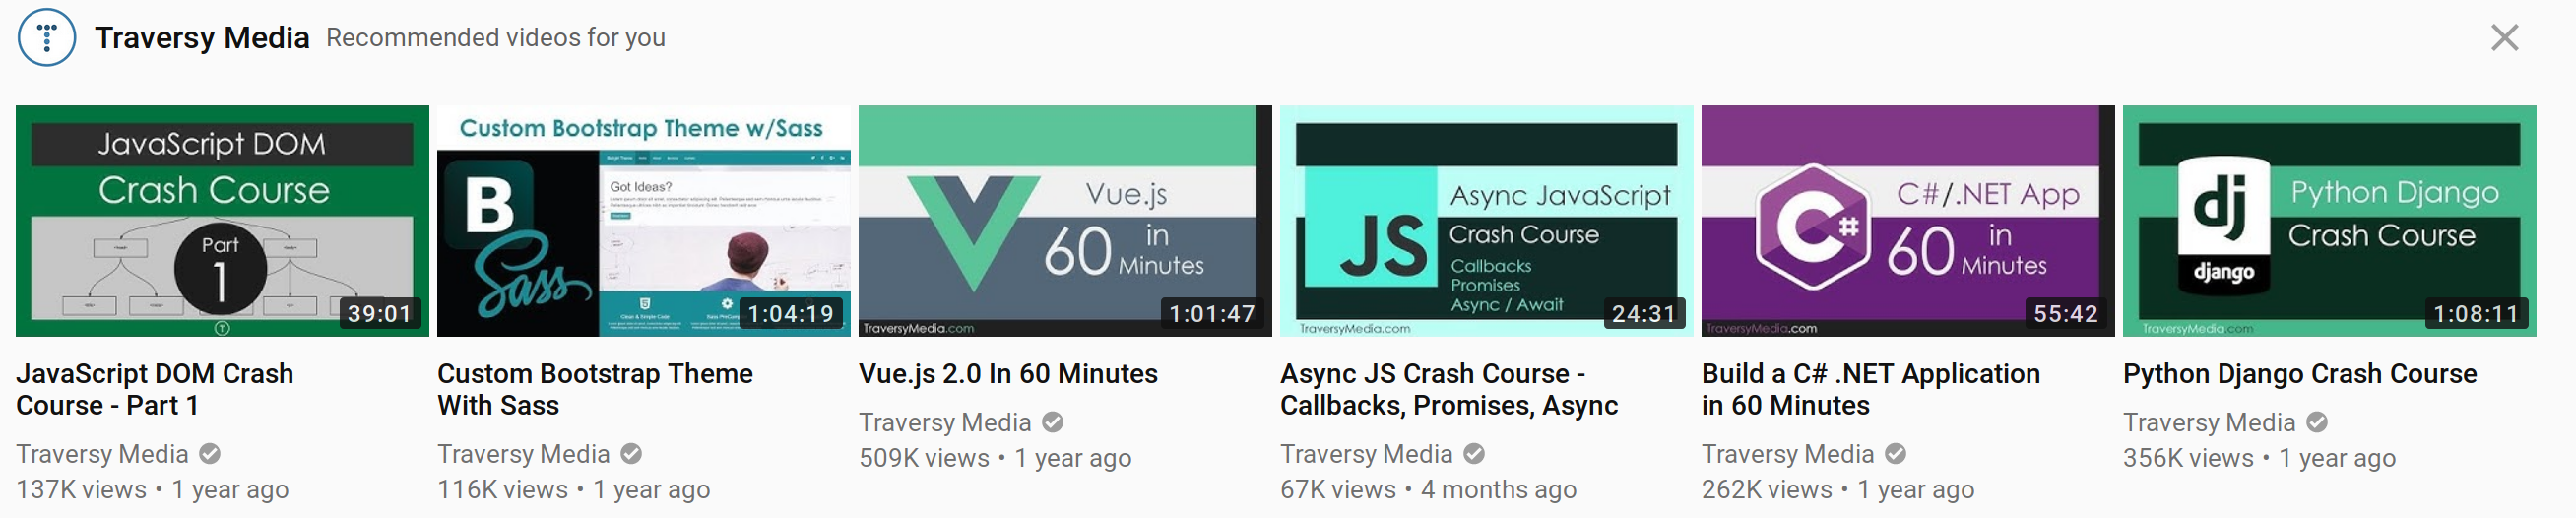 Traversy Media Recommended videos for you
JavaScript DOM
Crash Course
Part
1
39:01
JavaScript DOM Crash
Course - Part 1
Traversy Media
137K views • 1 year ago
Custom Bootstrap Theme w/Sass
B
Sass
Got Ideas?
1:04:19
Custom Bootstrap Theme
With Sass
Traversy Media
116K views • 1 year ago
Vue.js
60 in
Minutes
TraversyMedia.com
1:01:47
Vue.js 2.0 In 60 Minutes
Traversy Media
509K views • 1 year ago
JS
Async JavaScript
Crash Course
Callbacks
Promises
Async / Await
TraversyMedia.com
24:31
Async JS Crash Course -
Callbacks, Promises, Async
Traversy Media
67K views • 4 months ago
C#
C#/.NET App
60 in
Minutes
TraversyMedia.com
55:42
Build a C# .NET Application
in 60 Minutes
Traversy Media
262K views • 1 year ago
dj
django
Python Django
Crash Course
TraversyMedia.com
1:08:11
Python Django Crash Course
Traversy Media
356K views • 1 year ago